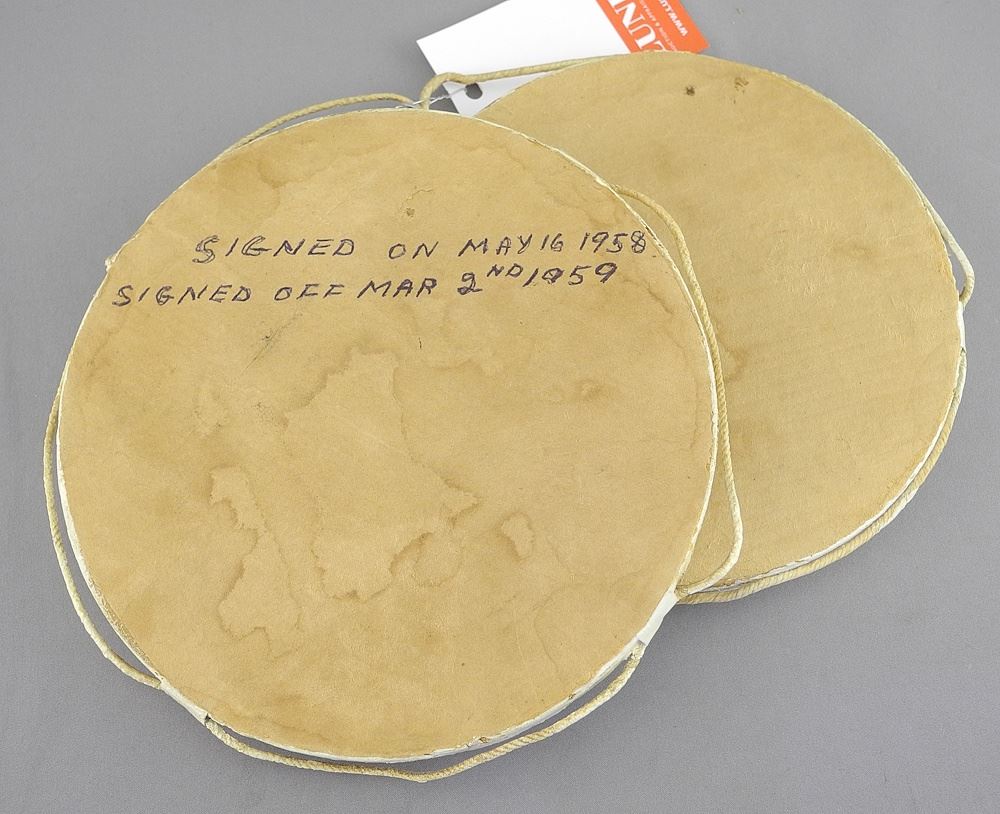 SIGNED ON MAY 16 1958
SIGNED OFF MAR 2ND 1959